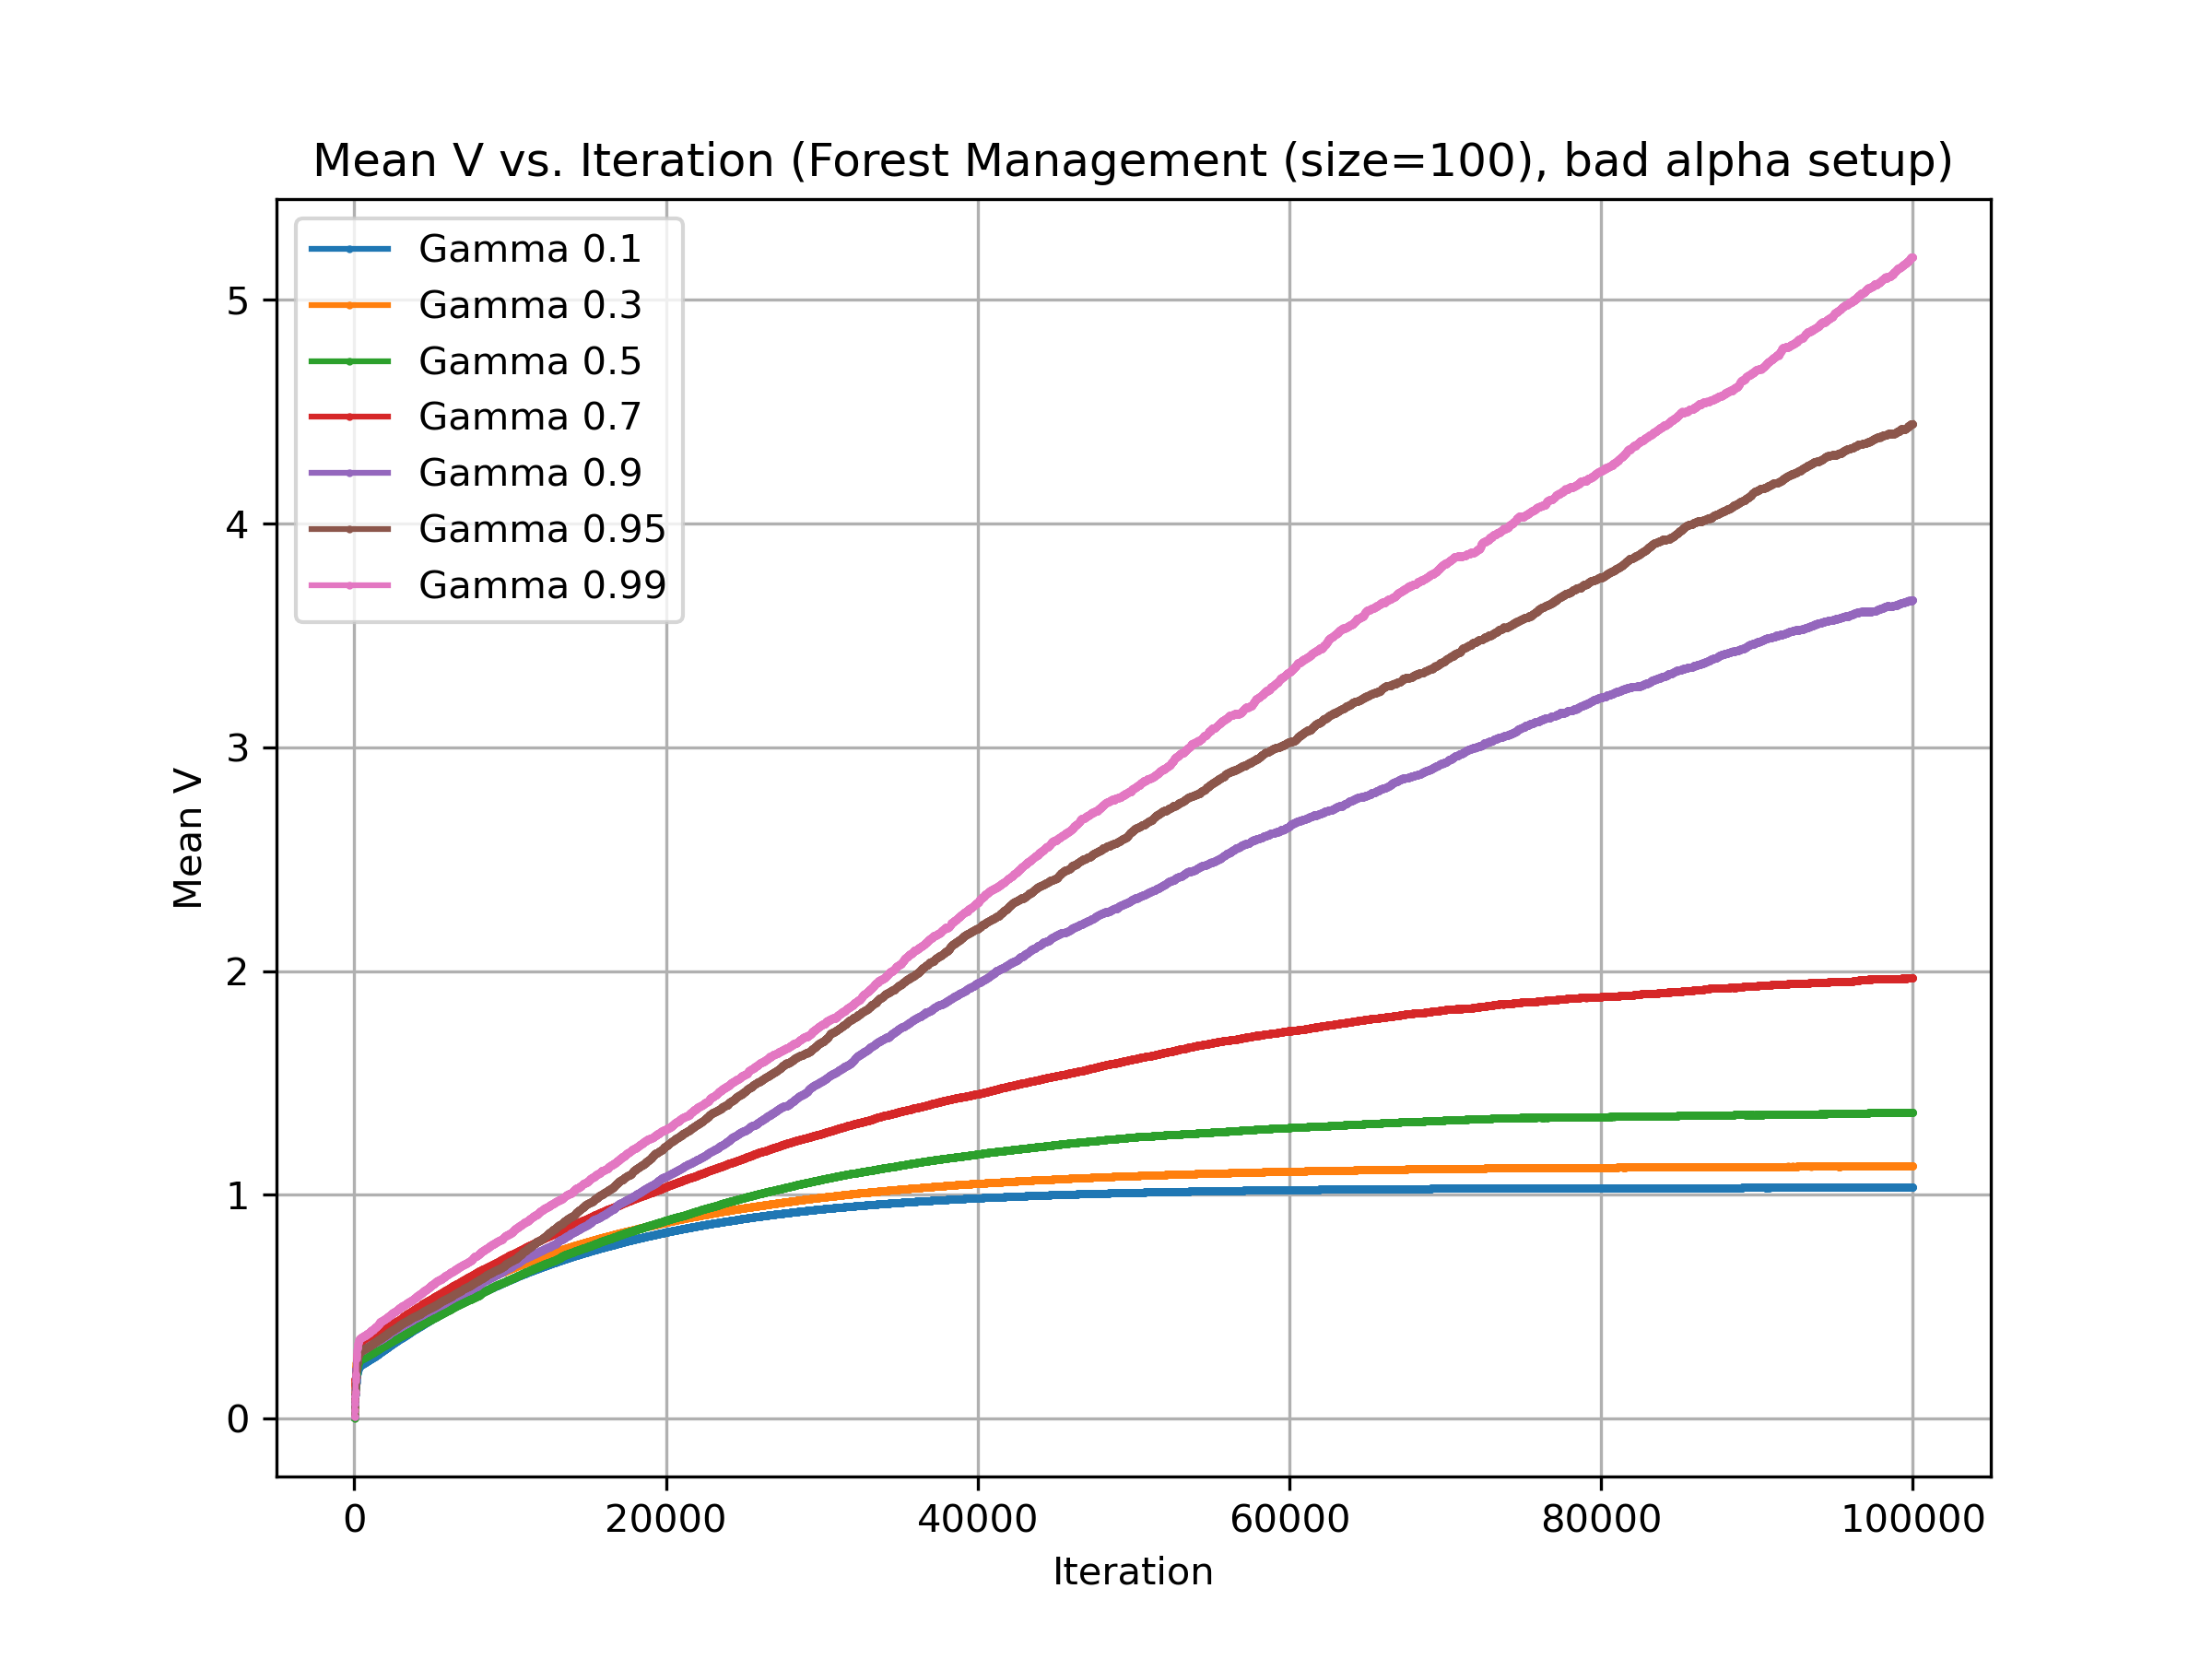 Mean V vs. Iteration (Forest Management (size=100), bad alpha setup)
Gamma 0.1
Gamma 0.3
Gamma 0.5
Gamma 0.7
Gamma 0.9
Gamma 0.95
Gamma 0.99
5
4
3
2
1
0
Mean V
0 20000 40000 60000 80000 100000
Iteration